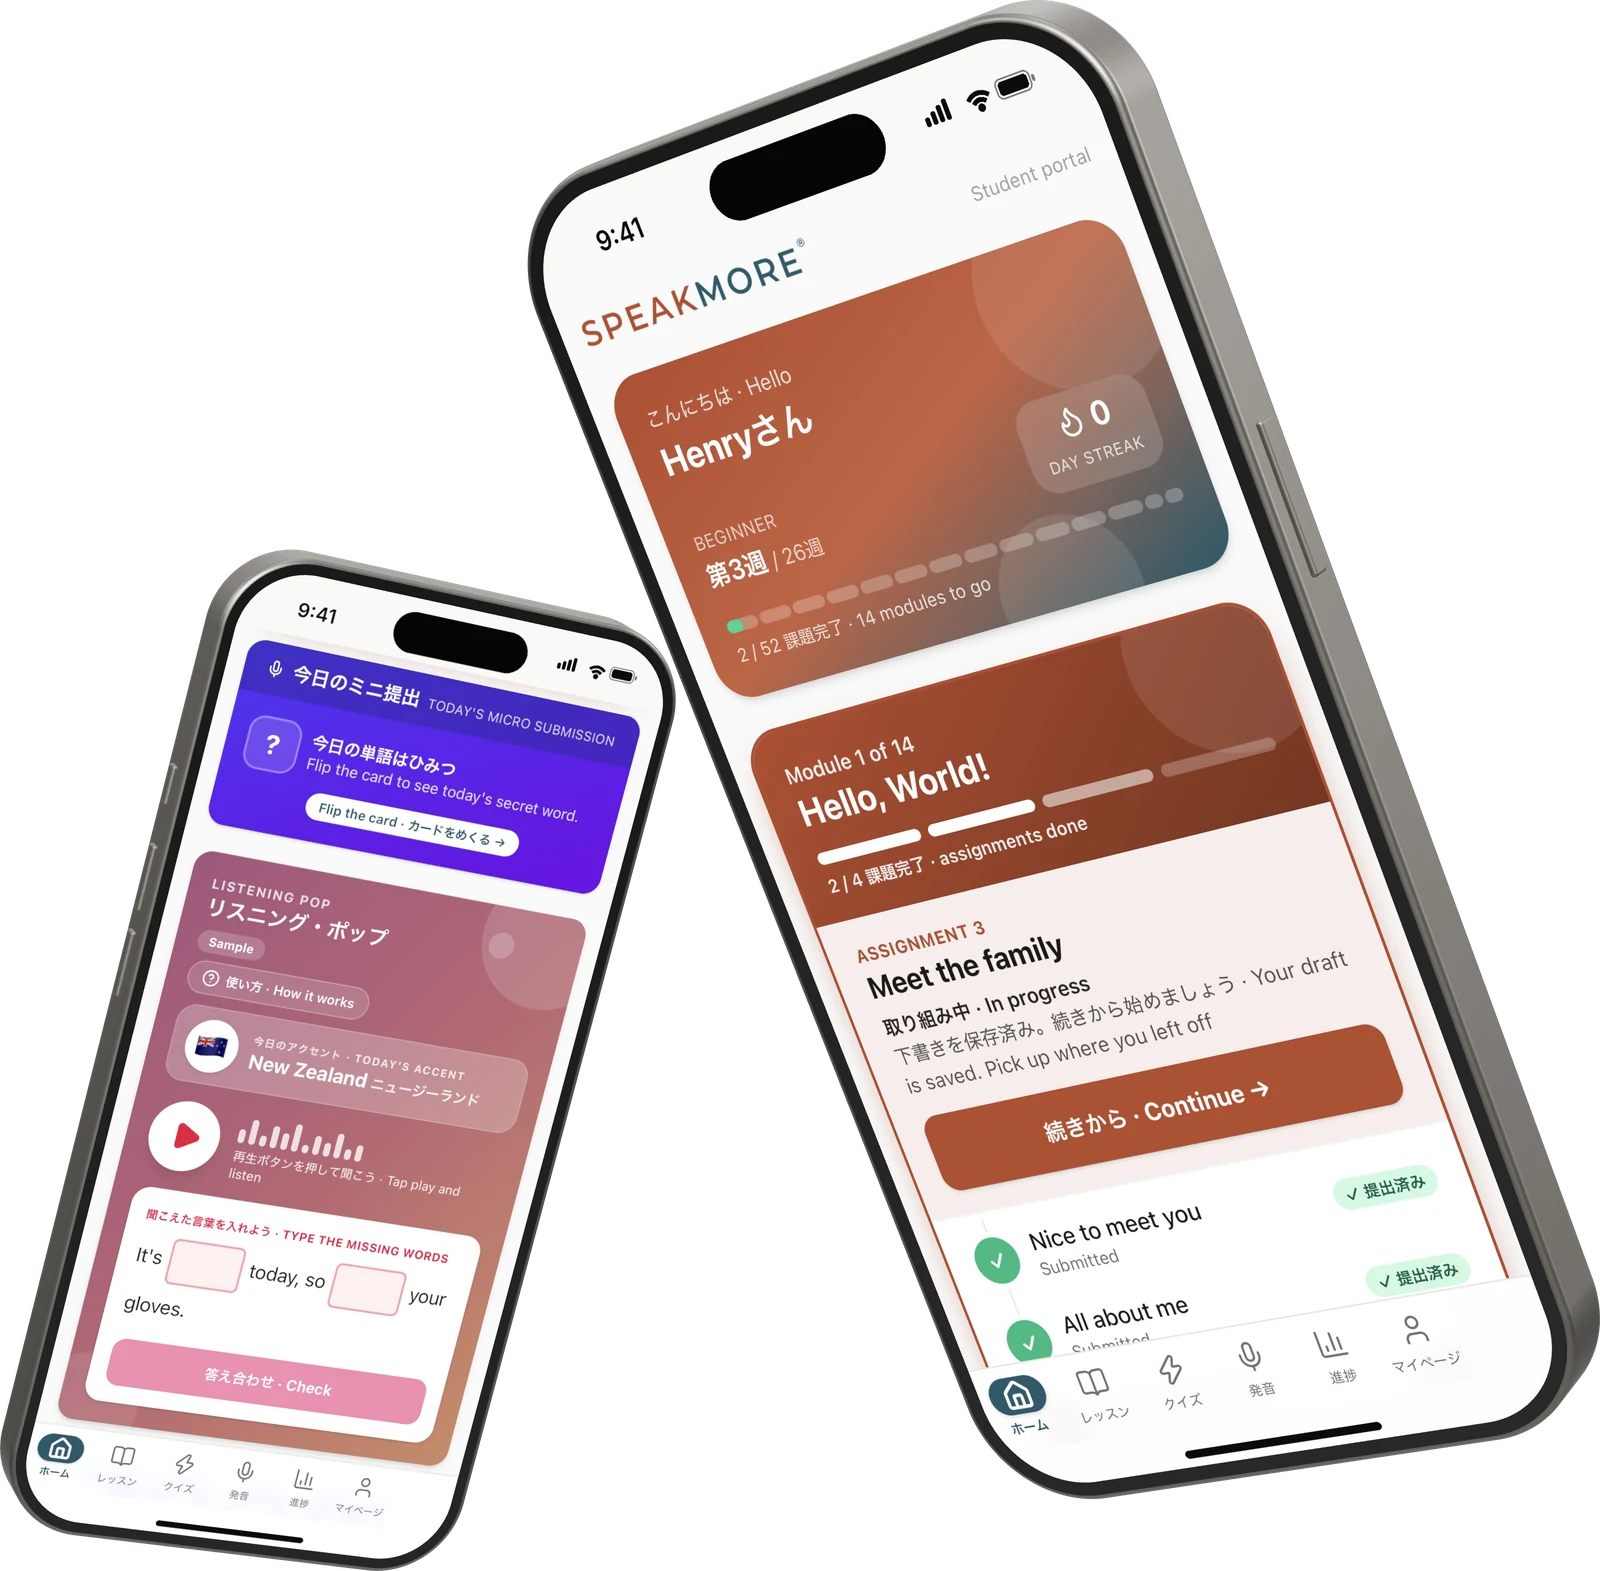 9:41
Student portal
SPEAKMORE®
こんにちは · Hello
Henryさん
0
DAY STREAK
BEGINNER
第3週 / 26週
2 / 52 課題完了 · 14 modules to go
Module 1 of 14
Hello, World!
2 / 4 課題完了 · assignments done
ASSIGNMENT 3
Meet the family
取り組み中 · In progress
下書きを保存済み。続きから始めましょう · Your draft
is saved. Pick up where you left off
続きから · Continue →
Nice to meet you
✓ 提出済み
Submitted
All about me
✓ 提出済み
Submitted
ホーム
レッスン
クイズ
発音
進捗
マイページ
9:41
今日のミニ提出 TODAY'S MICRO SUBMISSION
?
今日の単語はひみつ
Flip the card to see today's secret word.
Flip the card · カードをめくる →
LISTENING POP
リスニング・ポップ
Sample
? 使い方 · How it works
今日のアクセント · TODAY'S ACCENT
New Zealand ニュージーランド
再生ボタンを押して聞こう · Tap play and
listen
聞こえた言葉を入れよう · TYPE THE MISSING WORDS
It's today, so your
gloves.
答え合わせ · Check
ホーム
レッスン
クイズ
発音
進捗
マイページ